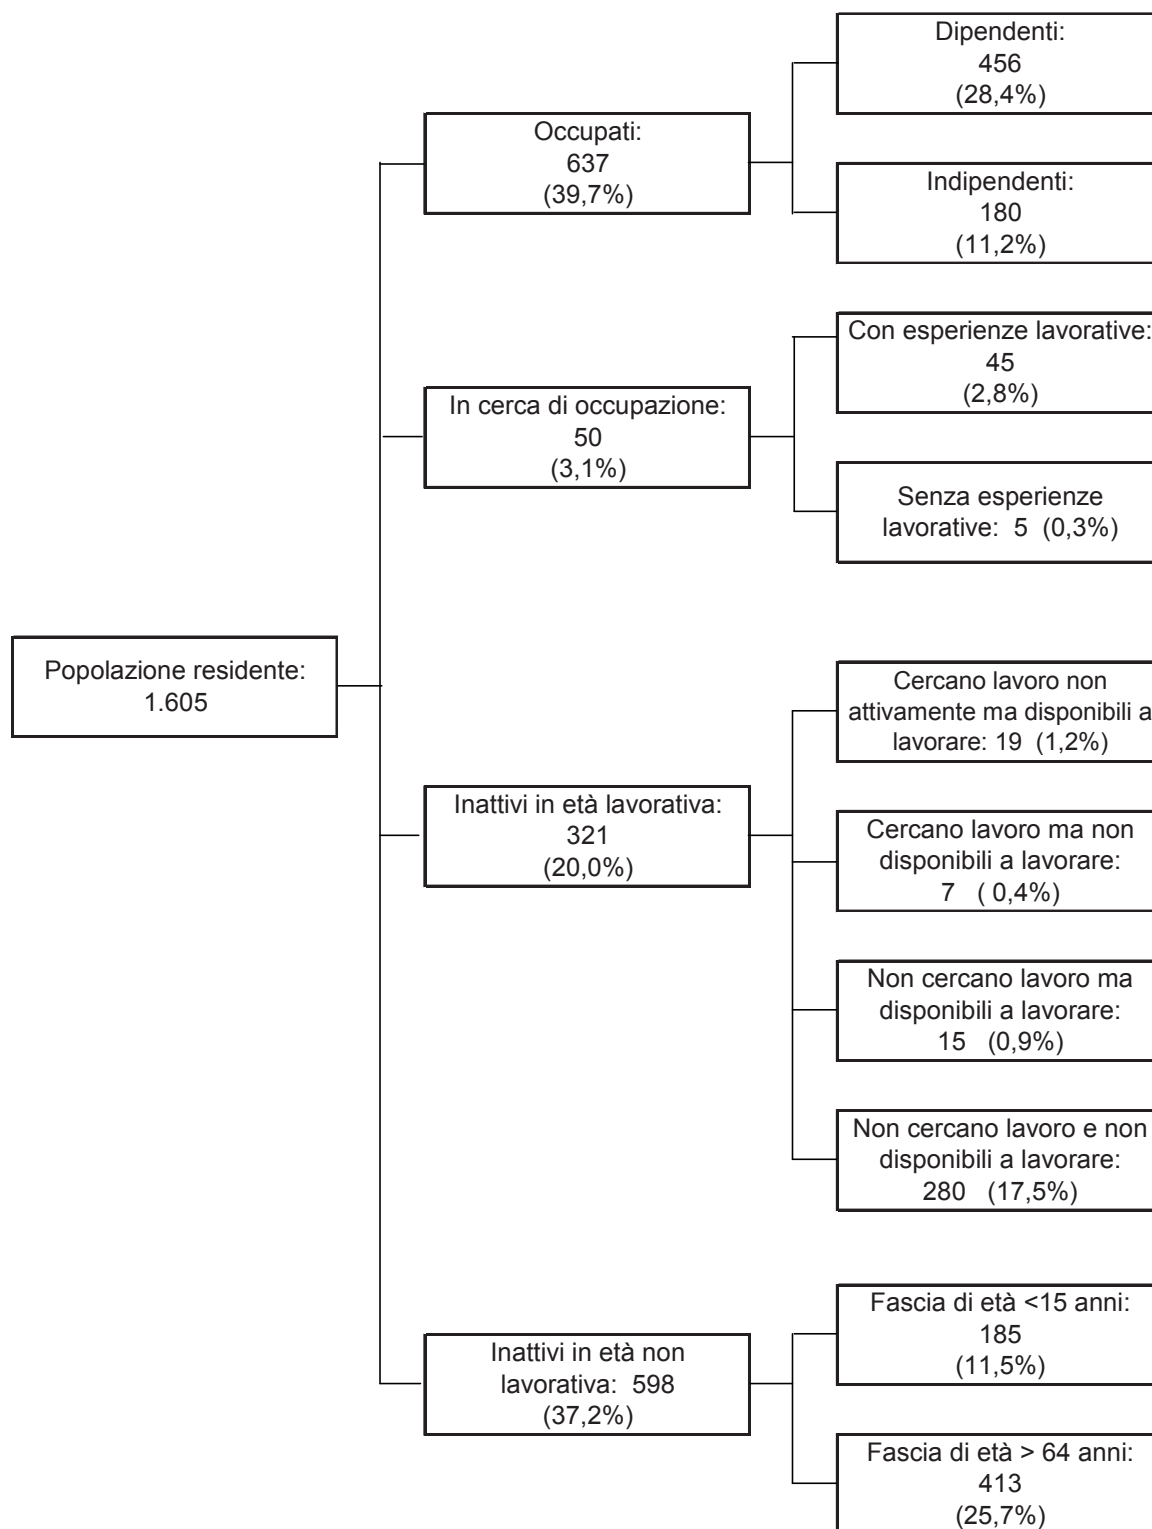 Popolazione residente:
1.605
Occupati:
637
(39,7%)
Dipendenti:
456
(28,4%)
Indipendenti:
180
(11,2%)
In cerca di occupazione:
50
(3,1%)
Con esperienze lavorative:
45
(2,8%)
Senza esperienze
lavorative: 5 (0,3%)
Inattivi in età lavorativa:
321
(20,0%)
Cercano lavoro non
attivamente ma disponibili a
lavorare: 19 (1,2%)
Cercano lavoro ma non
disponibili a lavorare:
7 ( 0,4%)
Non cercano lavoro ma
disponibili a lavorare:
15 (0,9%)
Non cercano lavoro e non
disponibili a lavorare:
280 (17,5%)
Inattivi in età non
lavorativa: 598
(37,2%)
Fascia di età <15 anni:
185
(11,5%)
Fascia di età > 64 anni:
413
(25,7%)